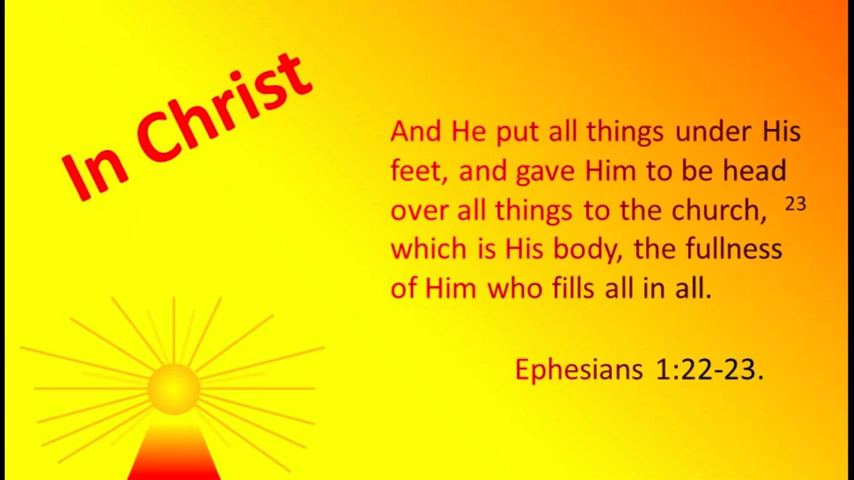 In Christ
And He put all things under His
feet, and gave Him to be head
over all things to the church, 23
which is His body, the fullness
of Him who fills all in all.
Ephesians 1:22-23.